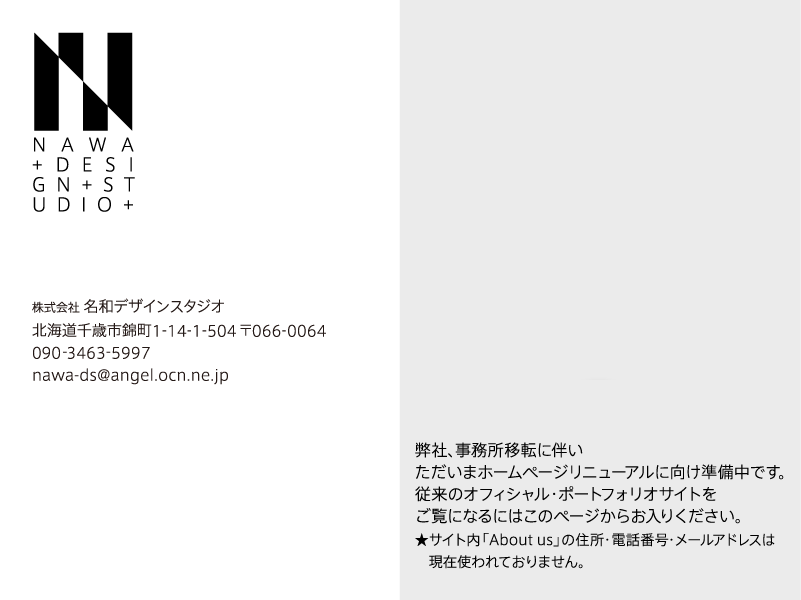 NAWA
+DESI
GN+ST
UDIO+
株式会社 名和デザインスタジオ
北海道千歳市錦町1-14-1-504 〒066-0064
090-3463-5997
nawa-ds@angel.ocn.ne.jp
弊社、事務所移転に伴い
ただいまホームページリニューアルに向け準備中です。
従来のオフィシャル・ポートフォリオサイトを
ご覧になるにはこのページからお入りください。
★サイト内「About us」の住所・電話番号・メールアドレスは
現在使われておりません。